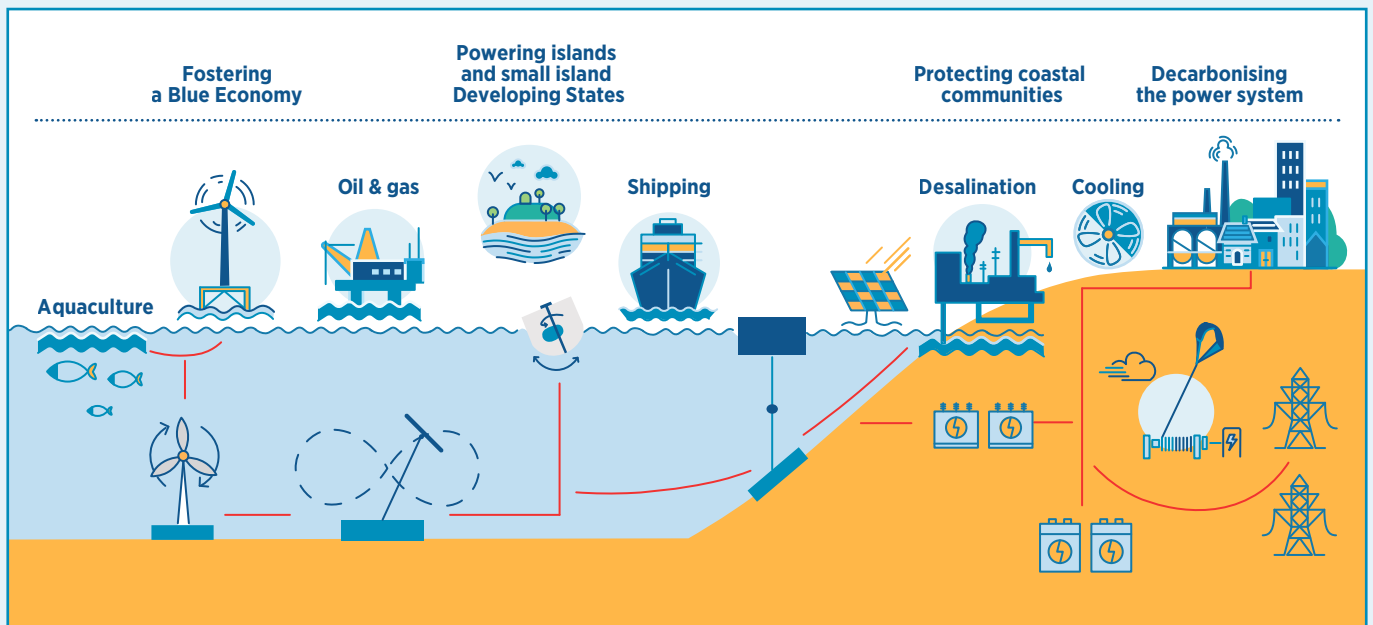 Fostering
a Blue Economy
Powering islands
and small island
Developing States
Protecting coastal
communities
Decarbonising
the power system
Aquaculture
Oil & gas
Shipping
Desalination
Cooling